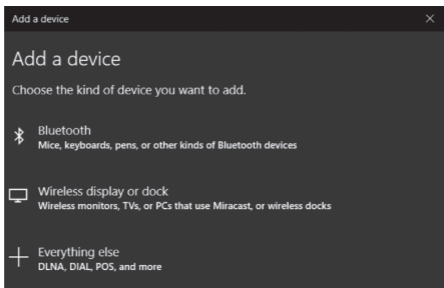 Add a device
Add a device
Choose the kind of device you want to add.
Bluetooth
Mice, keyboards, pens, or other kinds of Bluetooth devices
Wireless display or dock
Wireless monitors, TVs, or PCs that use Miracast, or wireless docks
Everything else
DLNA, DIAL, POS, and more